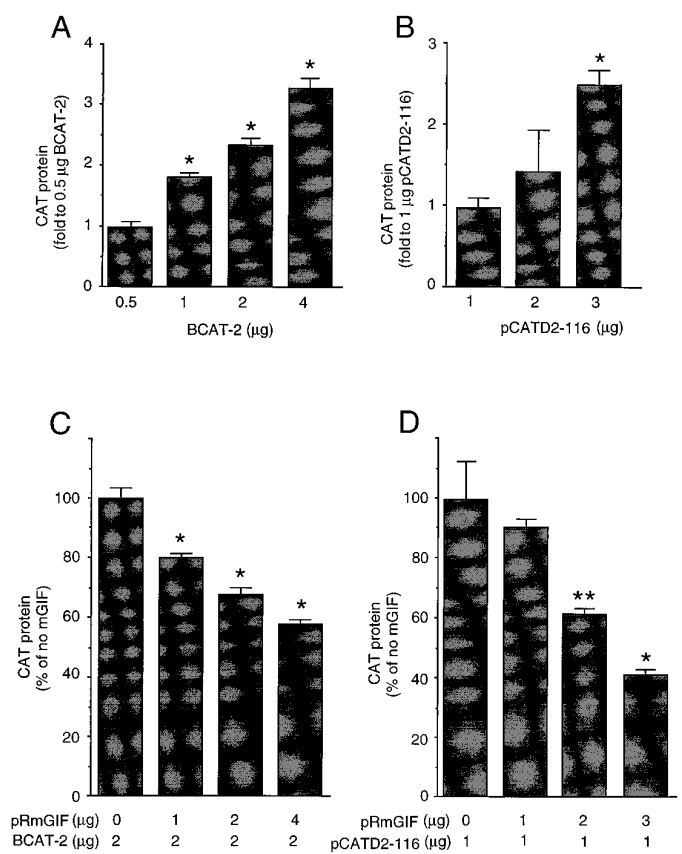 A
CAT protein
(fold to 0.5 μg BCAT-2)
4
3
2
1
0
*
*
*
0.5 1 2 4
BCAT-2 (μg)
B
CAT protein
(fold to 1 μg pCATD2-116)
3
2
1
0
*
1 2 3
pCATD2-116 (μg)
C
CAT protein
(% of no mGIF)
100
80
60
40
20
0
*
*
*
pRmGIF (μg) 0 1 2 4
BCAT-2 (μg) 2 2 2 2
D
CAT protein
(% of no mGIF)
100
80
60
40
20
0
**
*
pRmGIF (μg) 0 1 2 3
pCATD2-116 (μg) 1 1 1 1